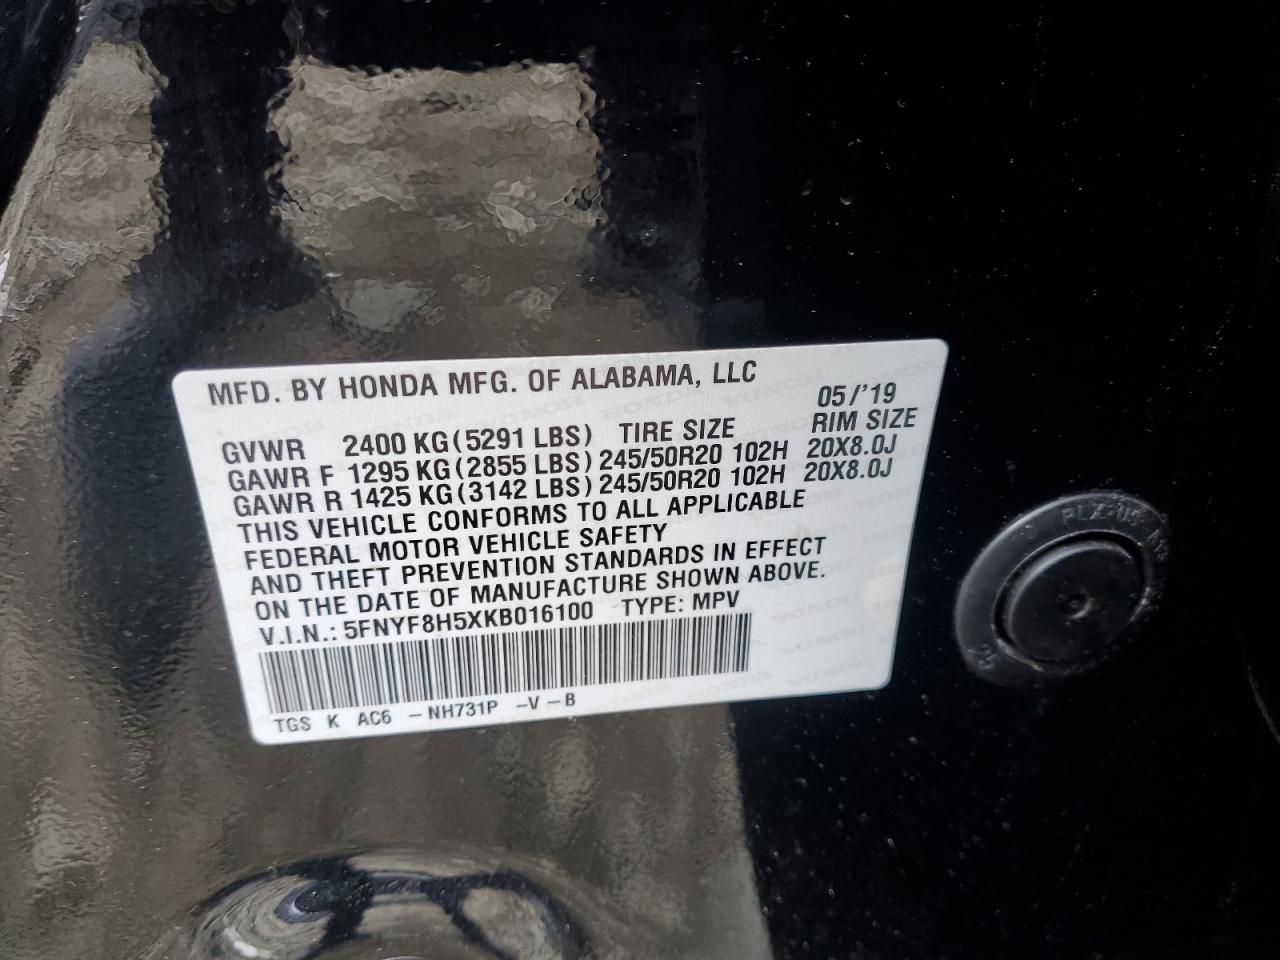 MFD. BY HONDA MFG. OF ALABAMA, LLC 05/'19
GVWR 2400 KG (5291 LBS) TIRE SIZE RIM SIZE
GAWR F 1295 KG (2855 LBS) 245/50R20 102H 20X8.0J
GAWR R 1425 KG (3142 LBS) 245/50R20 102H 20X8.0J
THIS VEHICLE CONFORMS TO ALL APPLICABLE
FEDERAL MOTOR VEHICLE SAFETY
AND THEFT PREVENTION STANDARDS IN EFFECT
ON THE DATE OF MANUFACTURE SHOWN ABOVE.
V.I.N.: 5FNYF8H5XKB016100 TYPE: MPV
TGS K AC6 -NH731P -V-B
25